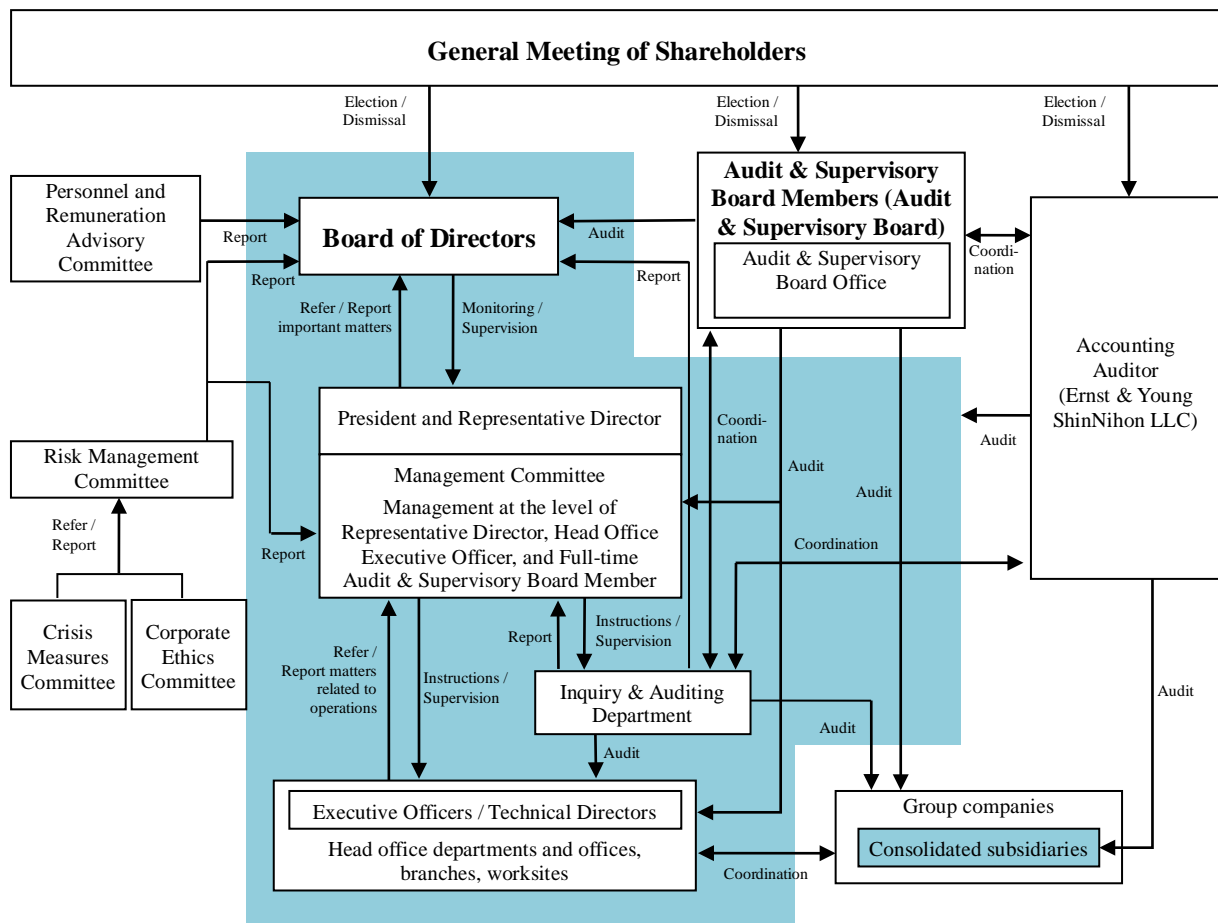 General Meeting of Shareholders
Election /
Dismissal
Election /
Dismissal
Election /
Dismissal
Personnel and
Remuneration
Advisory
Committee
Report
Report
Board of Directors
Audit
Report
Audit & Supervisory
Board Members (Audit
& Supervisory Board)
Audit & Supervisory
Board Office
Coordi-
nation
Refer / Report
important matters
Monitoring /
Supervision
Accounting
Auditor
(Ernst & Young
ShinNihon LLC)
Audit
President and Representative Director
Coordi-
nation
Audit
Audit
Risk Management
Committee
Management Committee
Management at the level of
Representative Director, Head Office
Executive Officer, and Full-time
Audit & Supervisory Board Member
Refer /
Report
Report
Coordination
Crisis
Measures
Committee
Corporate
Ethics
Committee
Refer /
Report matters
related to
operations
Instructions /
Supervision
Report
Instructions /
Supervision
Inquiry & Auditing
Department
Audit
Audit
Audit
Executive Officers / Technical Directors
Head office departments and offices,
branches, worksites
Coordination
Group companies
Consolidated subsidiaries